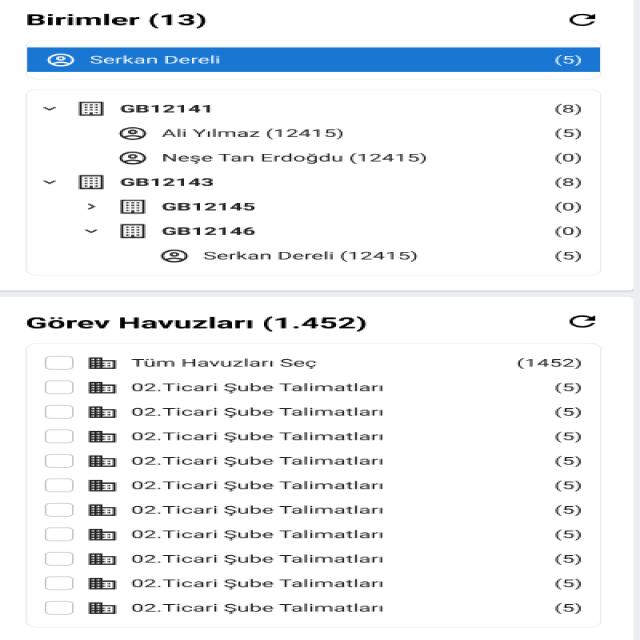 Birimler (13)
Serkan Dereli (5)
GB12141 (8)
Ali Yılmaz (12415) (5)
Neşe Tan Erdoğdu (12415) (0)
GB12143 (8)
GB12145 (0)
GB12146 (0)
Serkan Dereli (12415) (5)
Görev Havuzları (1.452)
Tüm Havuzları Seç (1452)
02.Ticari Şube Talimatları (5)
02.Ticari Şube Talimatları (5)
02.Ticari Şube Talimatları (5)
02.Ticari Şube Talimatları (5)
02.Ticari Şube Talimatları (5)
02.Ticari Şube Talimatları (5)
02.Ticari Şube Talimatları (5)
02.Ticari Şube Talimatları (5)
02.Ticari Şube Talimatları (5)
02.Ticari Şube Talimatları (5)